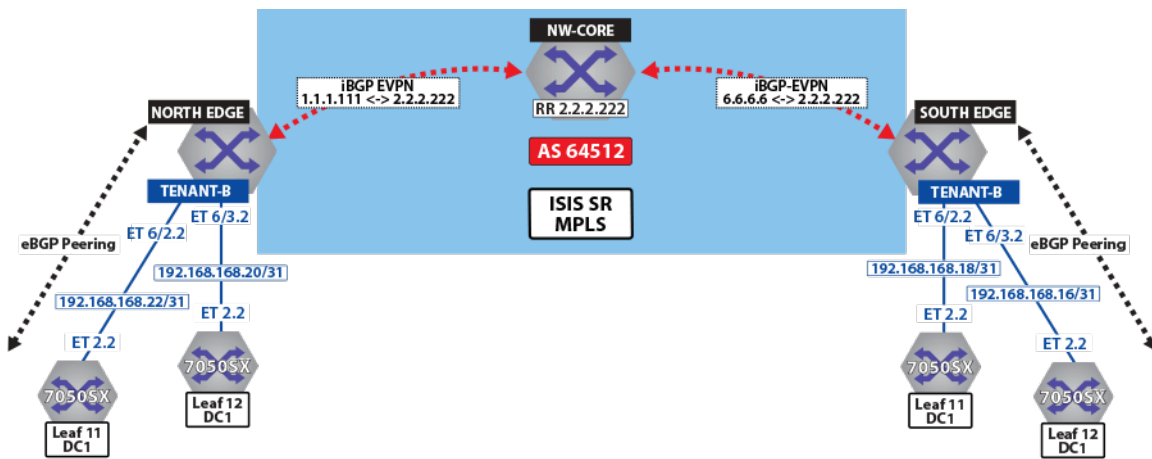 NW-CORE
iBGP EVPN
1.1.1.111 <-> 2.2.2.222
iBGP-EVPN
6.6.6.6 <-> 2.2.2.222
RR 2.2.2.222
NORTH EDGE
SOUTH EDGE
AS 64512
TENANT-B
TENANT-B
ISIS SR
MPLS
ET 6/2.2
ET 6/3.2
ET 6/2.2
ET 6/3.2
eBGP Peering
eBGP Peering
192.168.168.20/31
192.168.168.18/31
192.168.168.22/31
192.168.168.16/31
ET 2.2
ET 2.2
ET 2.2
ET 2.2
7050SX
7050SX
7050SX
7050SX
Leaf 12
DC1
Leaf 11
DC1
Leaf 11
DC1
Leaf 12
DC1